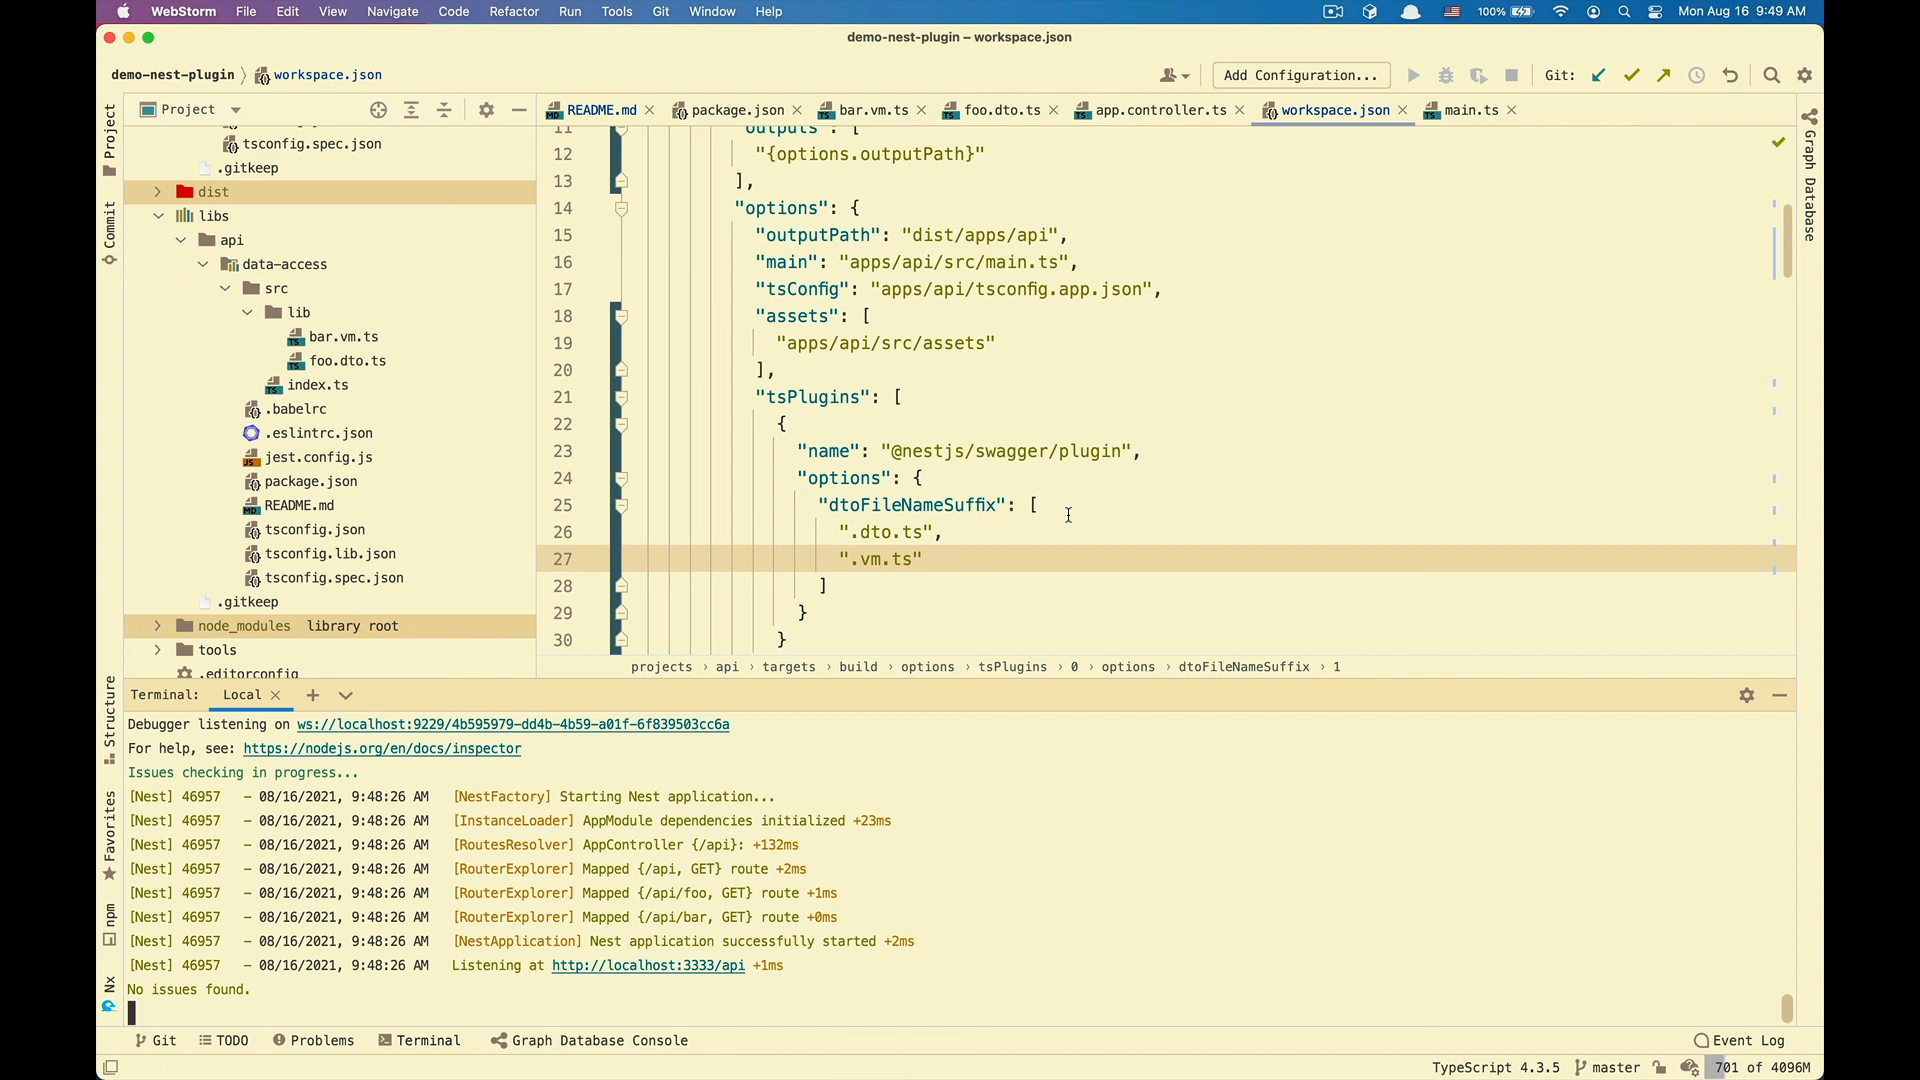 WebStorm File Edit View Navigate Code Refactor Run Tools Git Window Help
100% Mon Aug 16 9:49 AM
demo-nest-plugin – workspace.json
demo-nest-plugin workspace.json
Add Configuration... Git:
Project
README.md package.json bar.vm.ts foo.dto.ts app.controller.ts workspace.json main.ts
tsconfig.spec.json
.gitkeep
dist
libs
api
data-access
src
lib
bar.vm.ts
foo.dto.ts
index.ts
.babelrc
.eslintrc.json
jest.config.js
package.json
README.md
tsconfig.json
tsconfig.lib.json
tsconfig.spec.json
.gitkeep
node_modules library root
tools
.editorconfig
11 "outputs": [
12 "{options.outputPath}"
13 ],
14 "options": {
15 "outputPath": "dist/apps/api",
16 "main": "apps/api/src/main.ts",
17 "tsConfig": "apps/api/tsconfig.app.json",
18 "assets": [
19 "apps/api/src/assets"
20 ],
21 "tsPlugins": [
22 {
23 "name": "@nestjs/swagger/plugin",
24 "options": {
25 "dtoFileNameSuffix": [
26 ".dto.ts",
27 ".vm.ts"
28 ]
29 }
30 }
projects › api › targets › build › options › tsPlugins › 0 › options › dtoFileNameSuffix › 1
Project
Commit
Structure
Favorites
npm
Nx
Graph Database
Terminal: Local
Debugger listening on ws://localhost:9229/4b595979-dd4b-4b59-a01f-6f839503cc6a
For help, see: https://nodejs.org/en/docs/inspector
Issues checking in progress...
[Nest] 46957 – 08/16/2021, 9:48:26 AM [NestFactory] Starting Nest application...
[Nest] 46957 – 08/16/2021, 9:48:26 AM [InstanceLoader] AppModule dependencies initialized +23ms
[Nest] 46957 – 08/16/2021, 9:48:26 AM [RoutesResolver] AppController {/api}: +132ms
[Nest] 46957 – 08/16/2021, 9:48:26 AM [RouterExplorer] Mapped {/api, GET} route +2ms
[Nest] 46957 – 08/16/2021, 9:48:26 AM [RouterExplorer] Mapped {/api/foo, GET} route +1ms
[Nest] 46957 – 08/16/2021, 9:48:26 AM [RouterExplorer] Mapped {/api/bar, GET} route +0ms
[Nest] 46957 – 08/16/2021, 9:48:26 AM [NestApplication] Nest application successfully started +2ms
[Nest] 46957 – 08/16/2021, 9:48:26 AM Listening at http://localhost:3333/api +1ms
No issues found.
Git TODO Problems Terminal Graph Database Console Event Log
TypeScript 4.3.5 master 701 of 4096M